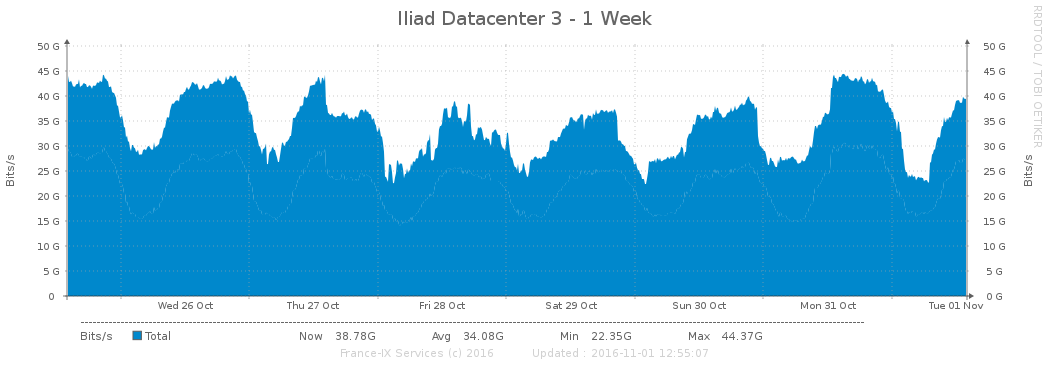 Iliad Datacenter 3 - 1 Week
RRDTOOL / TOBI OETIKER
Bits/s
50 G 50 G
45 G 45 G
40 G 40 G
35 G 35 G
30 G 30 G
25 G 25 G
20 G 20 G
15 G 15 G
10 G 10 G
5 G 5 G
0 0 G
Bits/s
Wed 26 Oct Thu 27 Oct Fri 28 Oct Sat 29 Oct Sun 30 Oct Mon 31 Oct Tue 01 Nov
Bits/s Total Now 38.78G Avg 34.08G Min 22.35G Max 44.37G
France-IX Services (c) 2016 Updated : 2016-11-01 12:55:07